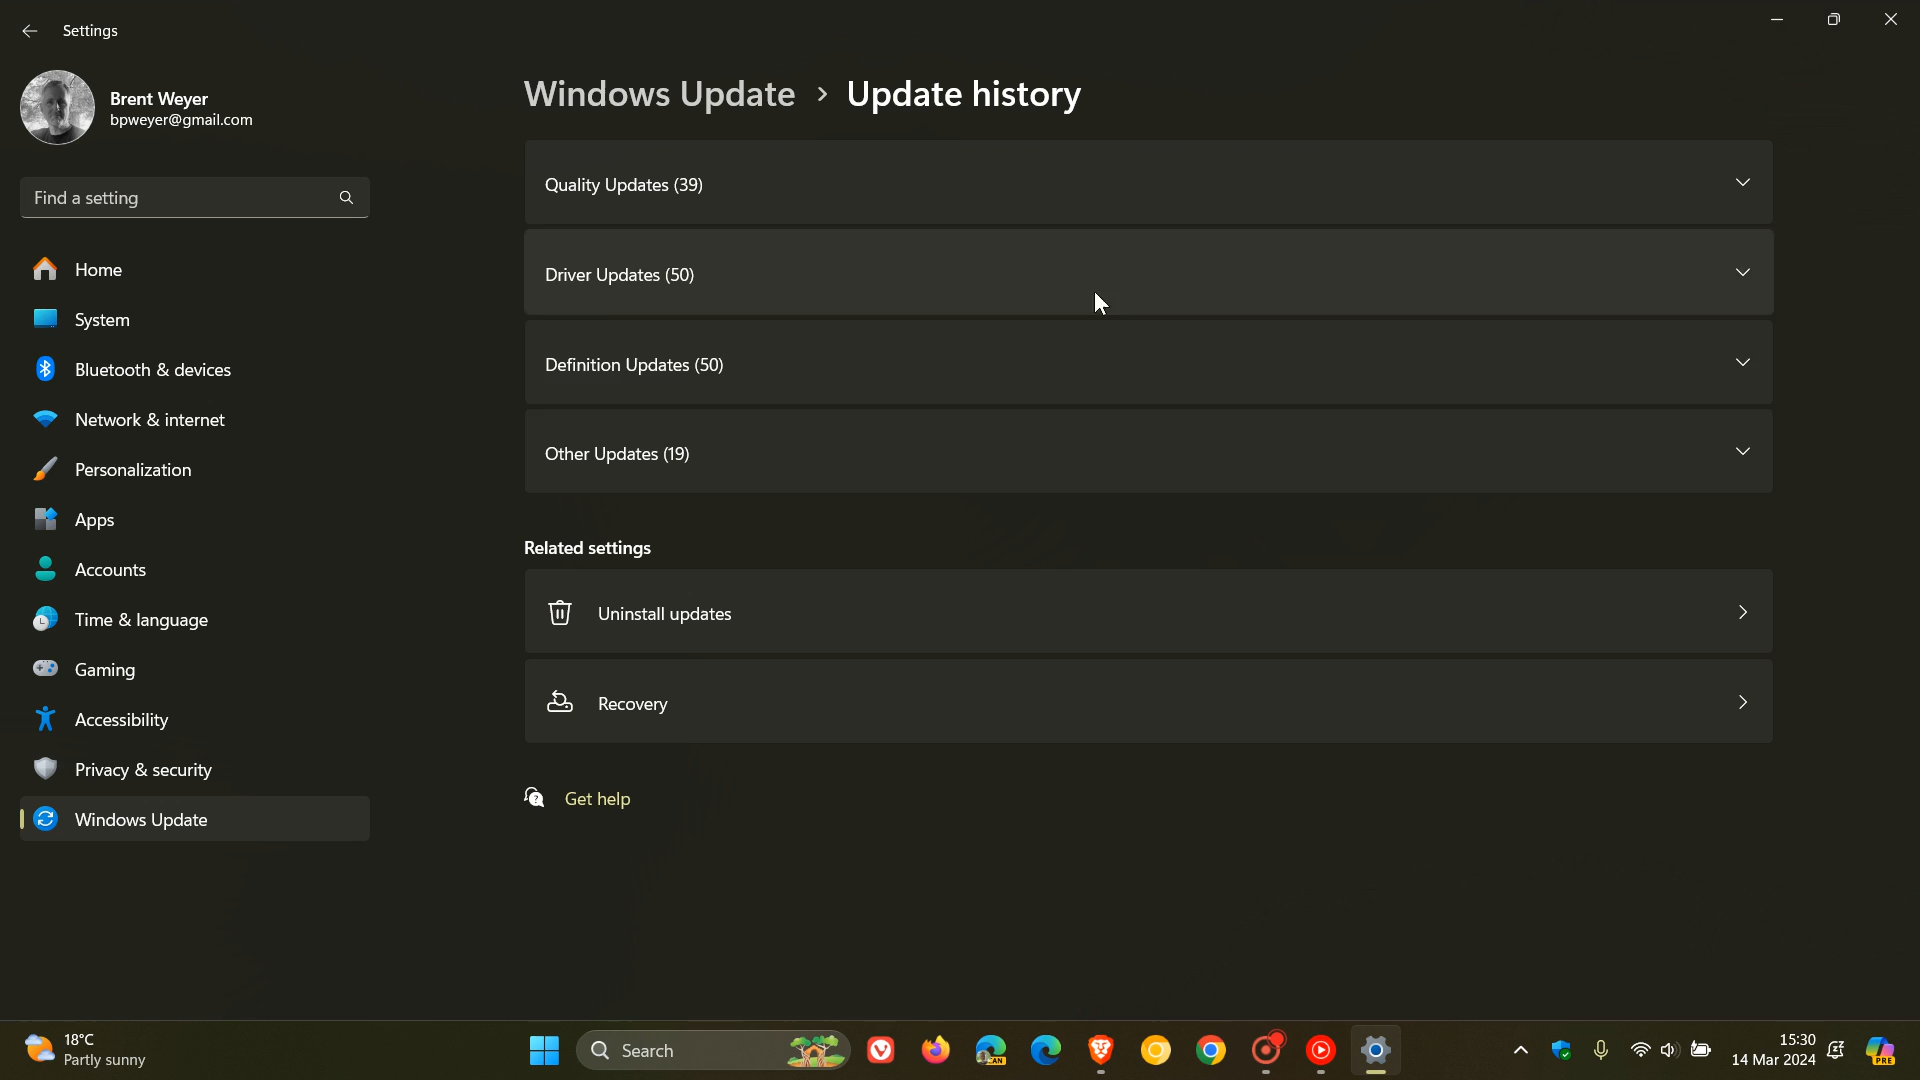 Settings
Brent Weyer
bpweyer@gmail.com
Find a setting
Home
System
Bluetooth & devices
Network & internet
Personalization
Apps
Accounts
Time & language
Gaming
Accessibility
Privacy & security
Windows Update
Windows Update > Update history
Quality Updates (39)
Driver Updates (50)
Definition Updates (50)
Other Updates (19)
Related settings
Uninstall updates
Recovery
Get help
18°C
Partly sunny
Search
CAN
15:30
14 Mar 2024
PRE